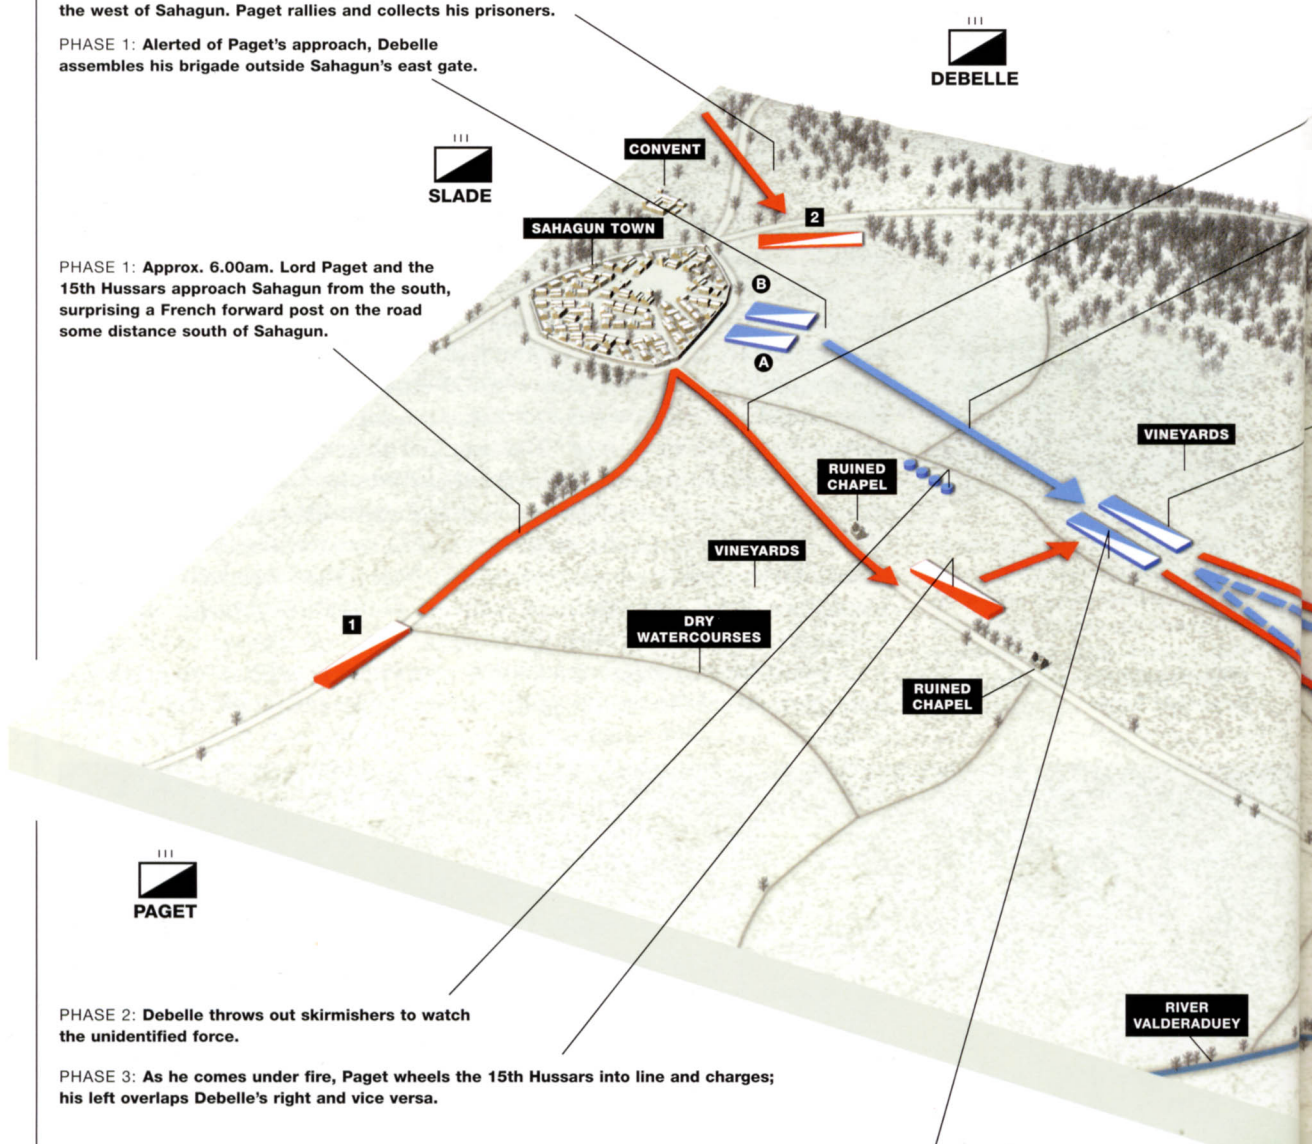 the west of Sahagun. Paget rallies and collects his prisoners.
PHASE 1: Alerted of Paget's approach, Debelle
assembles his brigade outside Sahagun's east gate.
III
DEBELLE
III
SLADE
CONVENT
SAHAGUN TOWN
2
B
A
PHASE 1: Approx. 6.00am. Lord Paget and the
15th Hussars approach Sahagun from the south,
surprising a French forward post on the road
some distance south of Sahagun.
VINEYARDS
RUINED
CHAPEL
VINEYARDS
1
DRY
WATERCOURSES
RUINED
CHAPEL
III
PAGET
RIVER
VALDERADUEY
PHASE 2: Debelle throws out skirmishers to watch
the unidentified force.
PHASE 3: As he comes under fire, Paget wheels the 15th Hussars into line and charges;
his left overlaps Debelle's right and vice versa.